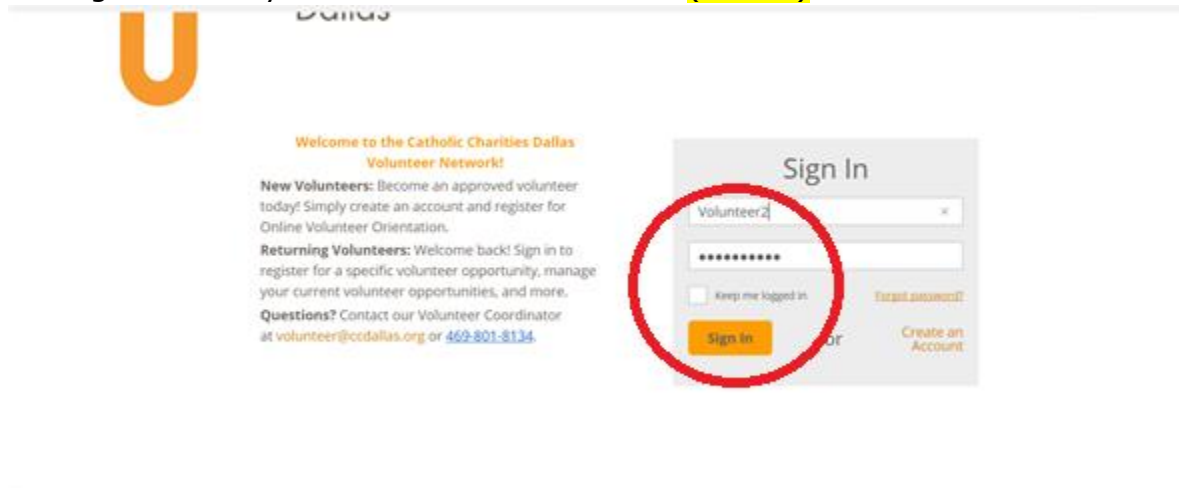 Dallas
Welcome to the Catholic Charities Dallas
Volunteer Network!
New Volunteers: Become an approved volunteer
today! Simply create an account and register for
Online Volunteer Orientation.
Returning Volunteers: Welcome back! Sign in to
register for a specific volunteer opportunity, manage
your current volunteer opportunities, and more.
Questions? Contact our Volunteer Coordinator
at volunteer@ccdallas.org or 469-801-8134.
Sign In
Volunteer2 ×
••••••••••
Keep me logged in Forgot password?
Sign In or Create an
Account